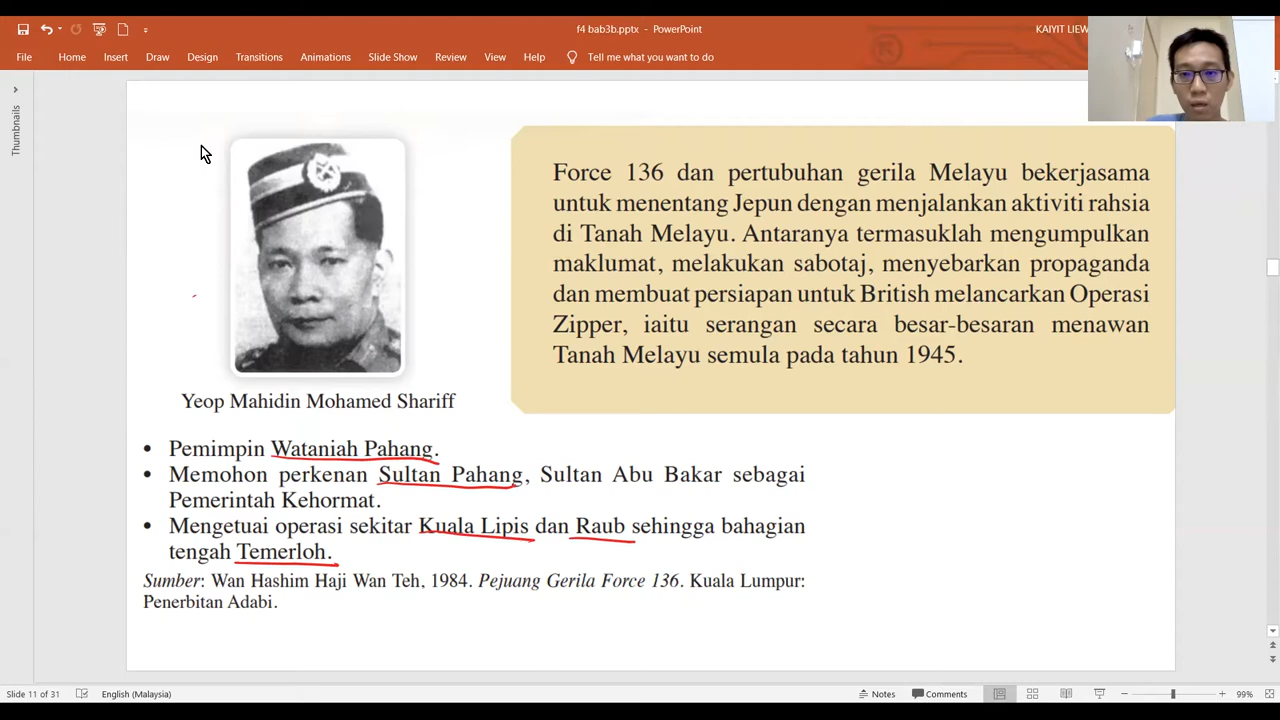 f4 bab3b.pptx - PowerPoint
KAIYIT LIEW
File Home Insert Draw Design Transitions Animations Slide Show Review View Help Tell me what you want to do
Thumbnails
Force 136 dan pertubuhan gerila Melayu bekerjasama
untuk menentang Jepun dengan menjalankan aktiviti rahsia
di Tanah Melayu. Antaranya termasuklah mengumpulkan
maklumat, melakukan sabotaj, menyebarkan propaganda
dan membuat persiapan untuk British melancarkan Operasi
Zipper, iaitu serangan secara besar-besaran menawan
Tanah Melayu semula pada tahun 1945.
Yeop Mahidin Mohamed Shariff
• Pemimpin Wataniah Pahang.
• Memohon perkenan Sultan Pahang, Sultan Abu Bakar sebagai
Pemerintah Kehormat.
• Mengetuai operasi sekitar Kuala Lipis dan Raub sehingga bahagian
tengah Temerloh.
Sumber: Wan Hashim Haji Wan Teh, 1984. Pejuang Gerila Force 136. Kuala Lumpur:
Penerbitan Adabi.
Slide 11 of 31 English (Malaysia) Notes Comments 99%